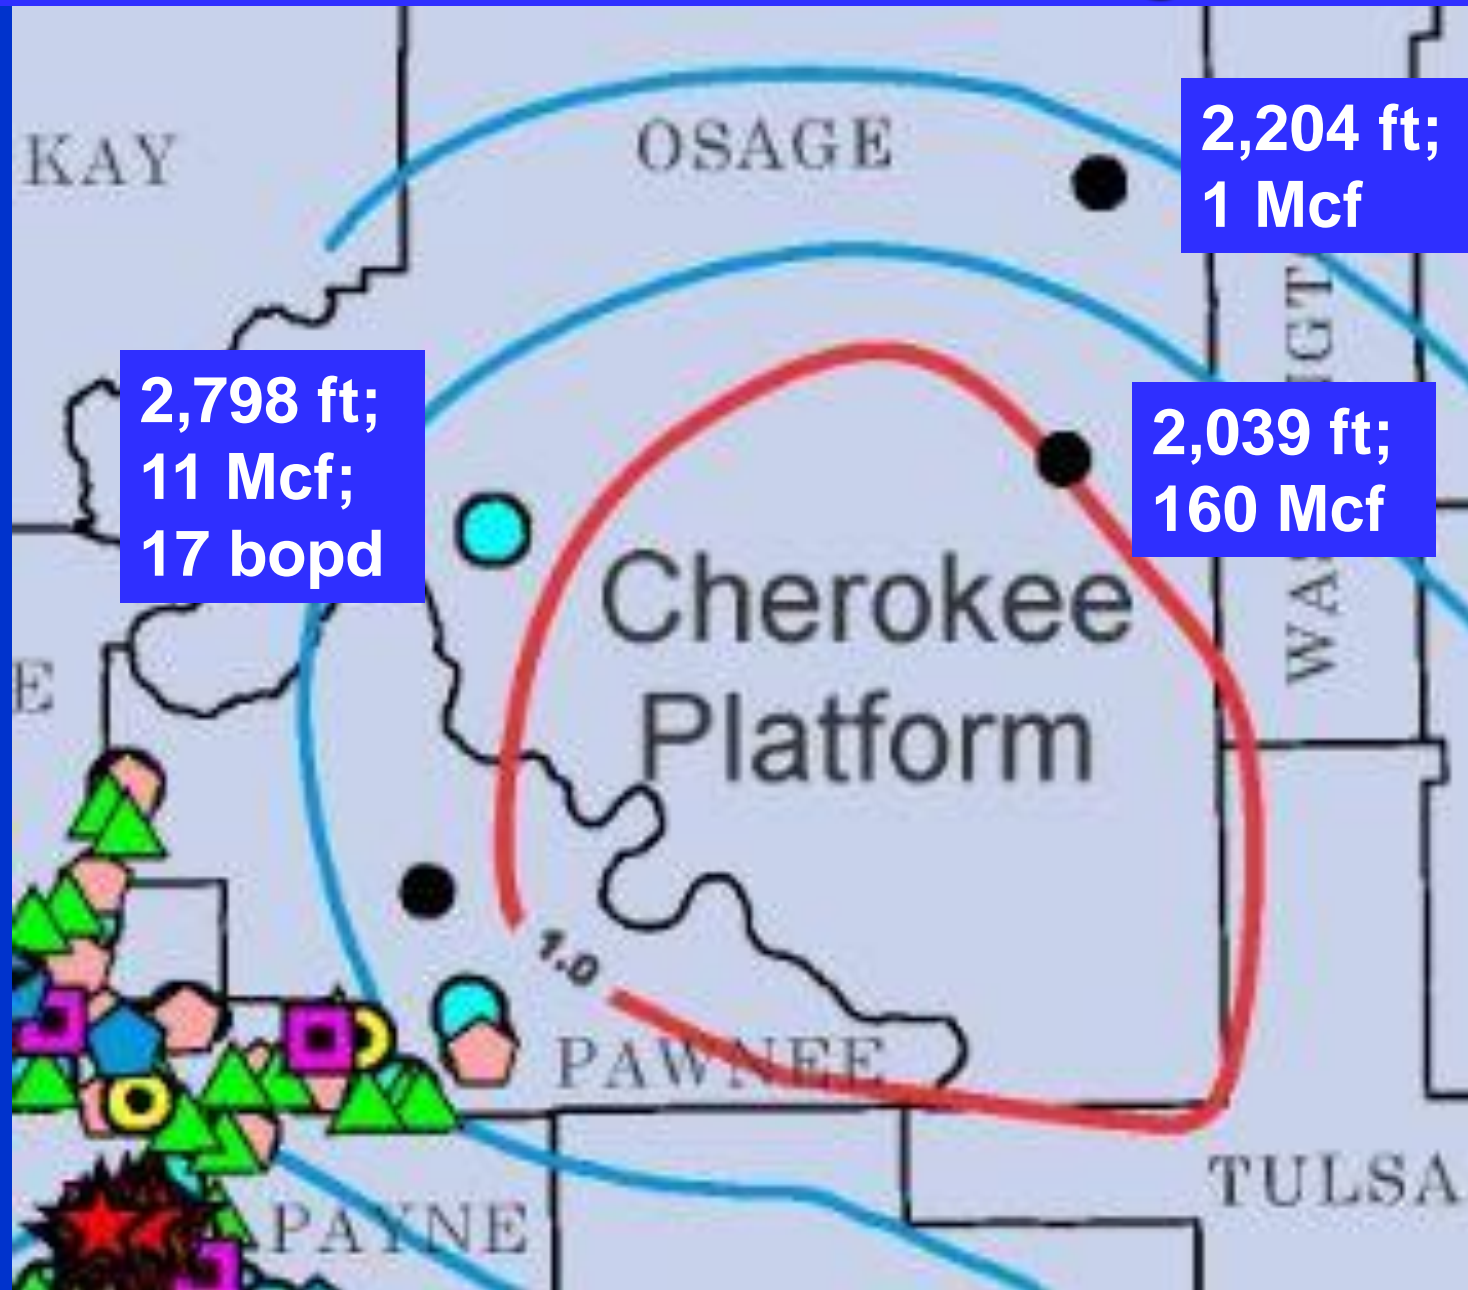 KAY
OSAGE
2,204 ft;
1 Mcf
2,798 ft;
11 Mcf;
17 bopd
2,039 ft;
160 Mcf
Cherokee
Platform
E
1.0
PAWNEE
PAYNE
TULSA